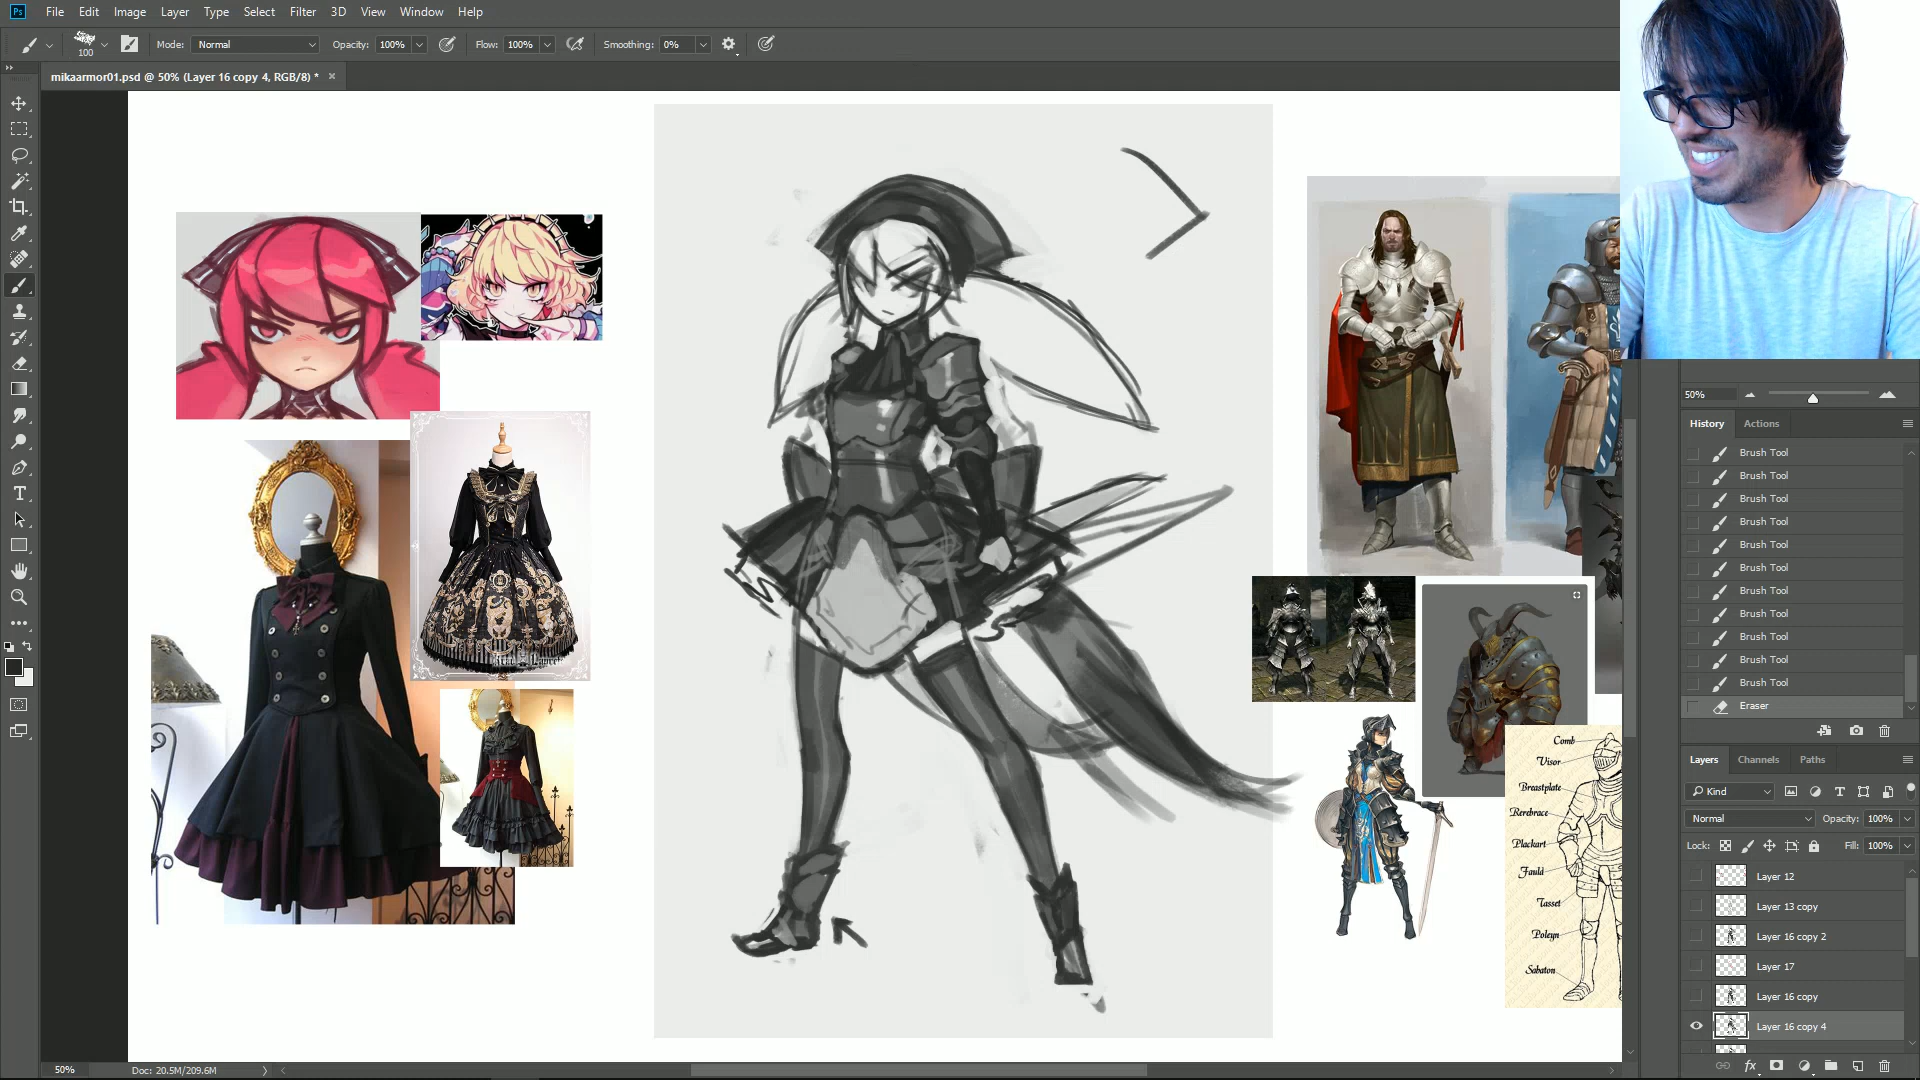 Ps File Edit Image Layer Type Select Filter 3D View Window Help
100 Mode: Normal Opacity: 100% Flow: 100% Smoothing: 0%
mikaarmor01.psd @ 50% (Layer 16 copy 4, RGB/8) * ×
50%
History Actions
Brush Tool
Brush Tool
Brush Tool
Brush Tool
Brush Tool
Brush Tool
Brush Tool
Brush Tool
Brush Tool
Brush Tool
Brush Tool
Eraser
Layers Channels Paths
Kind
Normal Opacity: 100%
Lock: Fill: 100%
Layer 12
Layer 13 copy
Layer 16 copy 2
Layer 17
Layer 16 copy
Layer 16 copy 4
fx
Comb
Visor
Breastplate
Rerebrace
Plackart
Fauld
Tasset
Poleyn
Sabaton
50% Doc: 20.5M/209.6M